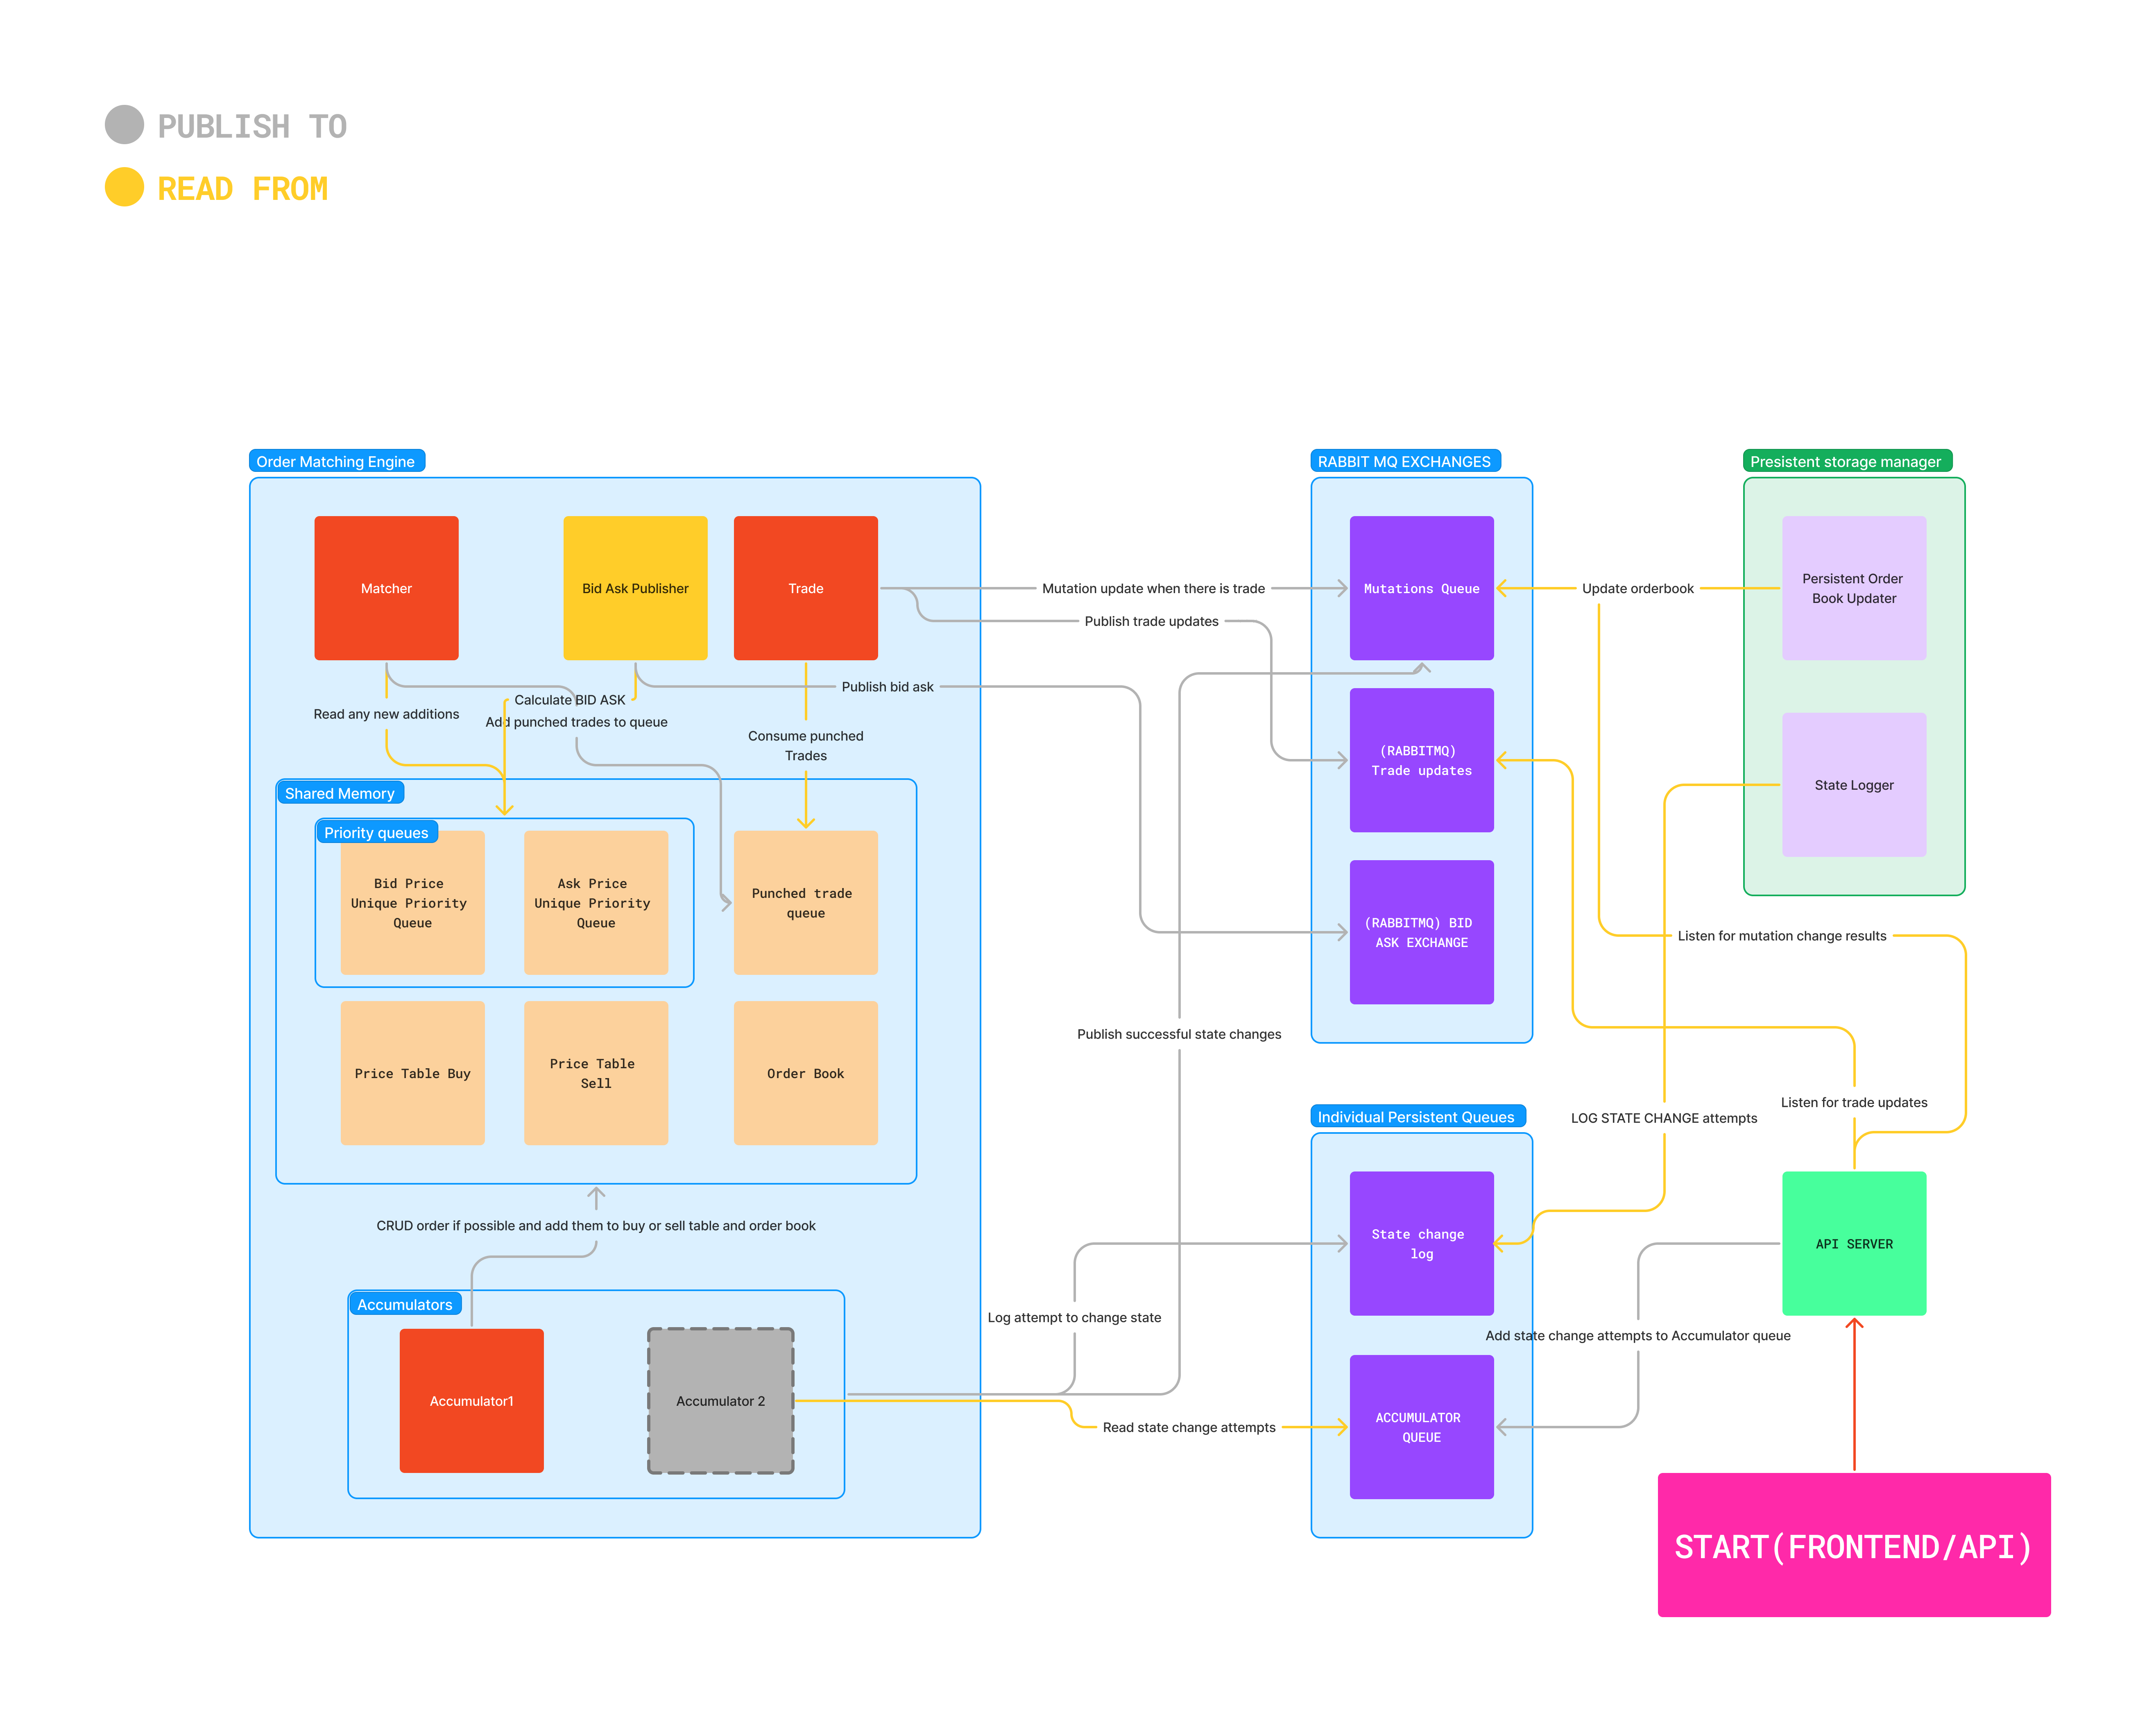 PUBLISH TO
READ FROM
Order Matching Engine
RABBIT MQ EXCHANGES
Presistent storage manager
Matcher
Bid Ask Publisher
Trade
Mutation update when there is trade
Publish trade updates
Mutations Queue
Update orderbook
Persistent Order
Book Updater
Publish bid ask
Calculate BID ASK
Read any new additions
Add punched trades to queue
Consume punched
Trades
(RABBITMQ)
Trade updates
State Logger
Shared Memory
Priority queues
Bid Price
Unique Priority
Queue
Ask Price
Unique Priority
Queue
Punched trade
queue
(RABBITMQ) BID
ASK EXCHANGE
Listen for mutation change results
Publish successful state changes
Price Table Buy
Price Table
Sell
Order Book
Individual Persistent Queues
LOG STATE CHANGE attempts
Listen for trade updates
CRUD order if possible and add them to buy or sell table and order book
State change
log
API SERVER
Accumulators
Log attempt to change state
Add state change attempts to Accumulator queue
Accumulator1
Accumulator 2
Read state change attempts
ACCUMULATOR
QUEUE
START(FRONTEND/API)